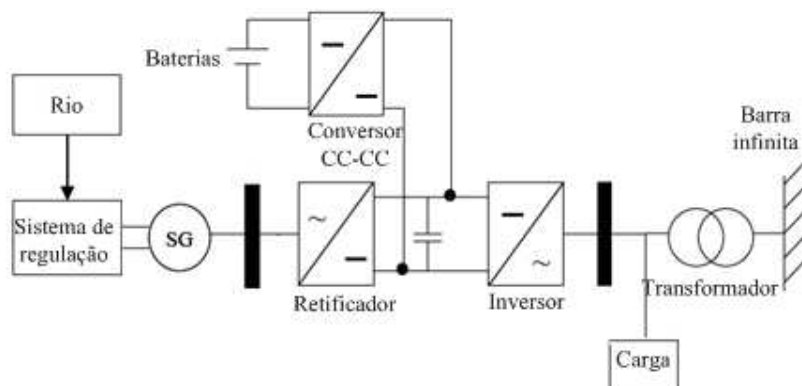 Baterias
Conversor
CC-CC
Rio
Barra
infinita
Sistema de
regulação
SG
Retificador
Inversor
Transformador
Carga